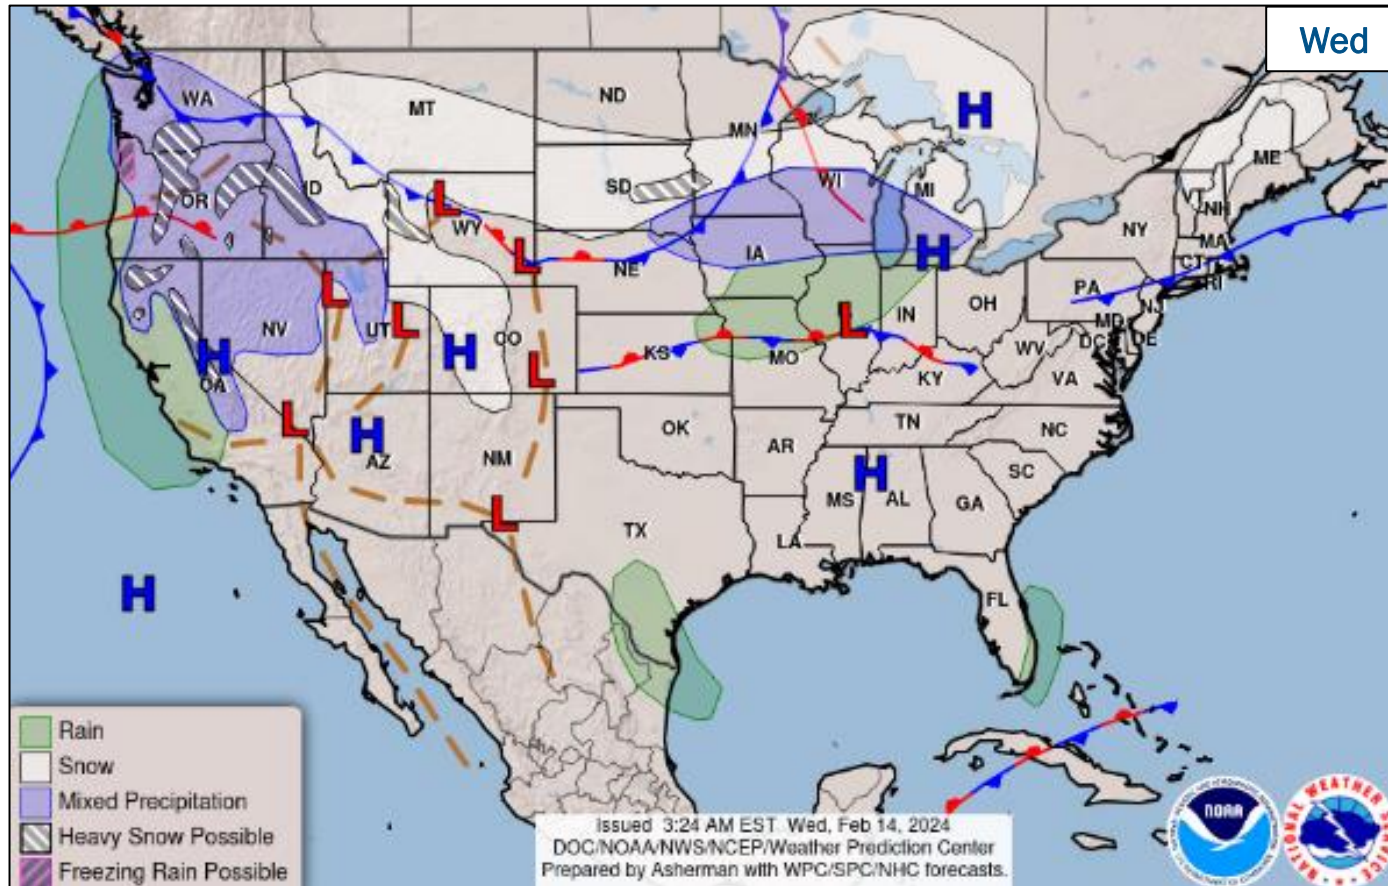 Wed
WA
MT
ND
MN
ME
OR
ID
SD
WI
MI
VT
NH
WY
NY
MA
IA
NE
CT
RI
PA
NV
UT
CO
OH
IN
NJ
MD
DE
DC
KS
MO
WV
CA
KY
VA
TN
NC
OK
AR
AZ
NM
SC
MS
AL
GA
TX
LA
FL
H
H
L
L
L
L
L
H
H
L
L
H
H
L
H
Rain
Snow
Mixed Precipitation
Heavy Snow Possible
Freezing Rain Possible
Issued 3:24 AM EST Wed, Feb 14, 2024
DOC/NOAA/NWS/NCEP/Weather Prediction Center
Prepared by Asherman with WPC/SPC/NHC forecasts.
NOAA
NATIONAL WEATHER SERVICE